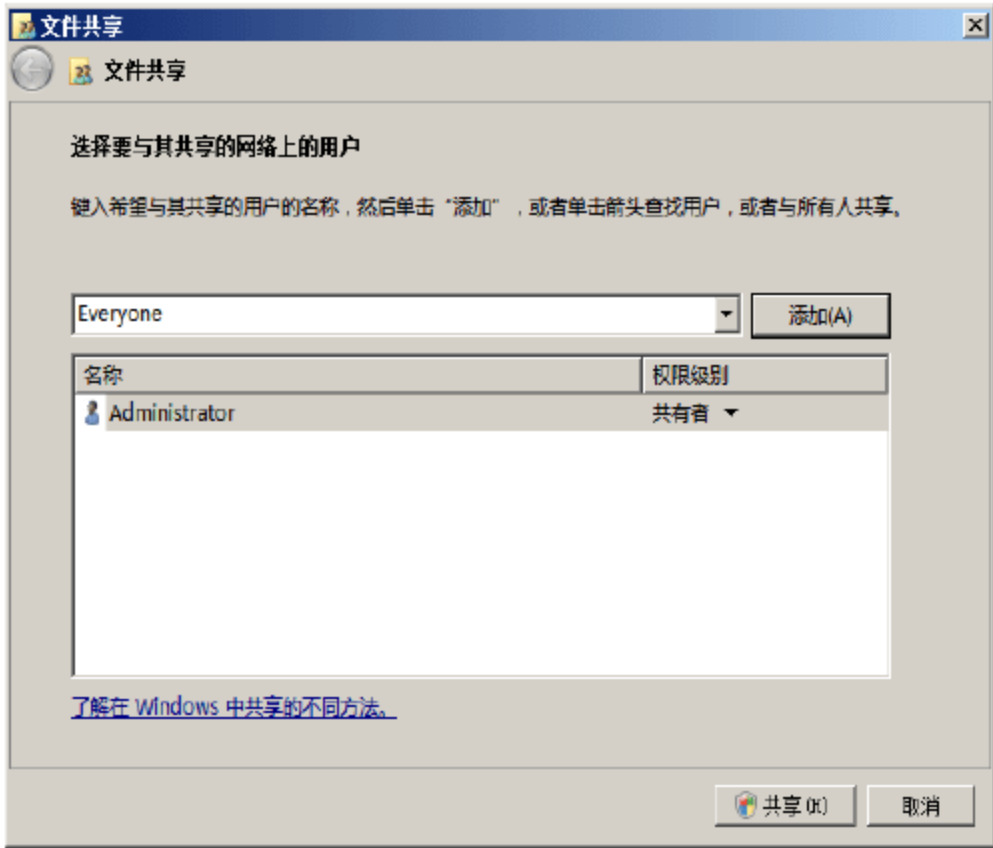 文件共享
文件共享
选择要与其共享的网络上的用户
键入希望与其共享的用户的名称，然后单击“添加”，或者单击箭头查找用户，或者与所有人共享。
Everyone
添加(A)
名称 权限级别
Administrator 共有者
了解在 Windows 中共享的不同方法。
共享(H) 取消